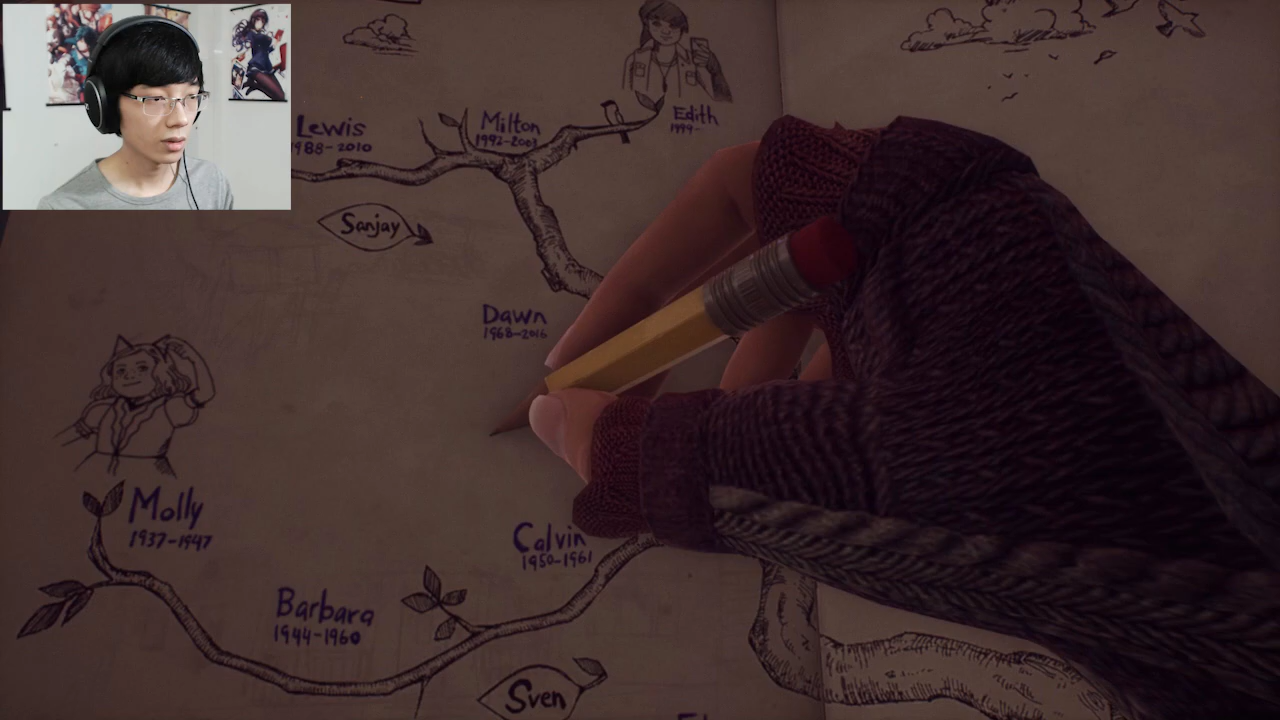 Lewis
1988-2010
Milton
1992-2003
Edith
1999-
Sanjay
Dawn
1968-2016
Molly
1937-1947
Calvin
1950-1961
Barbara
1944-1960
Sven